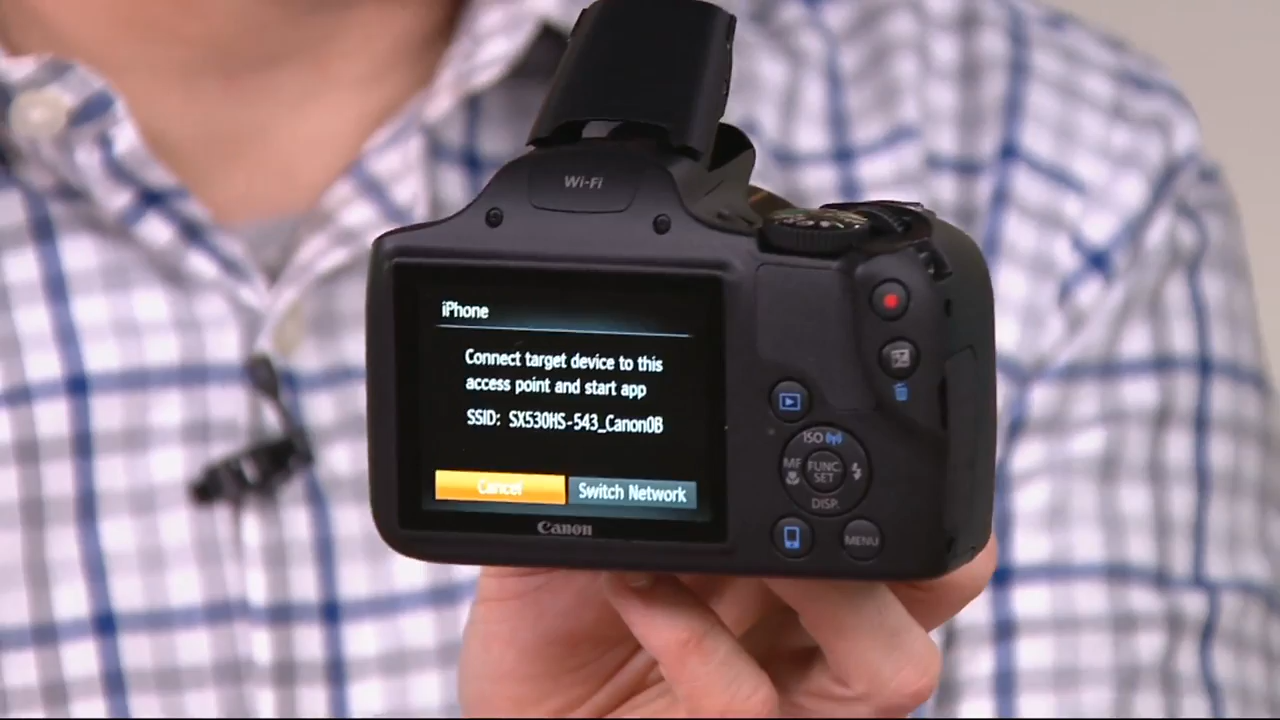 Wi-Fi
iPhone
Connect target device to this
access point and start app
SSID: SX530HS-543_Canon0B
Cancel
Switch Network
Canon
ISO
MF
FUNC.
SET
DISP.
MENU